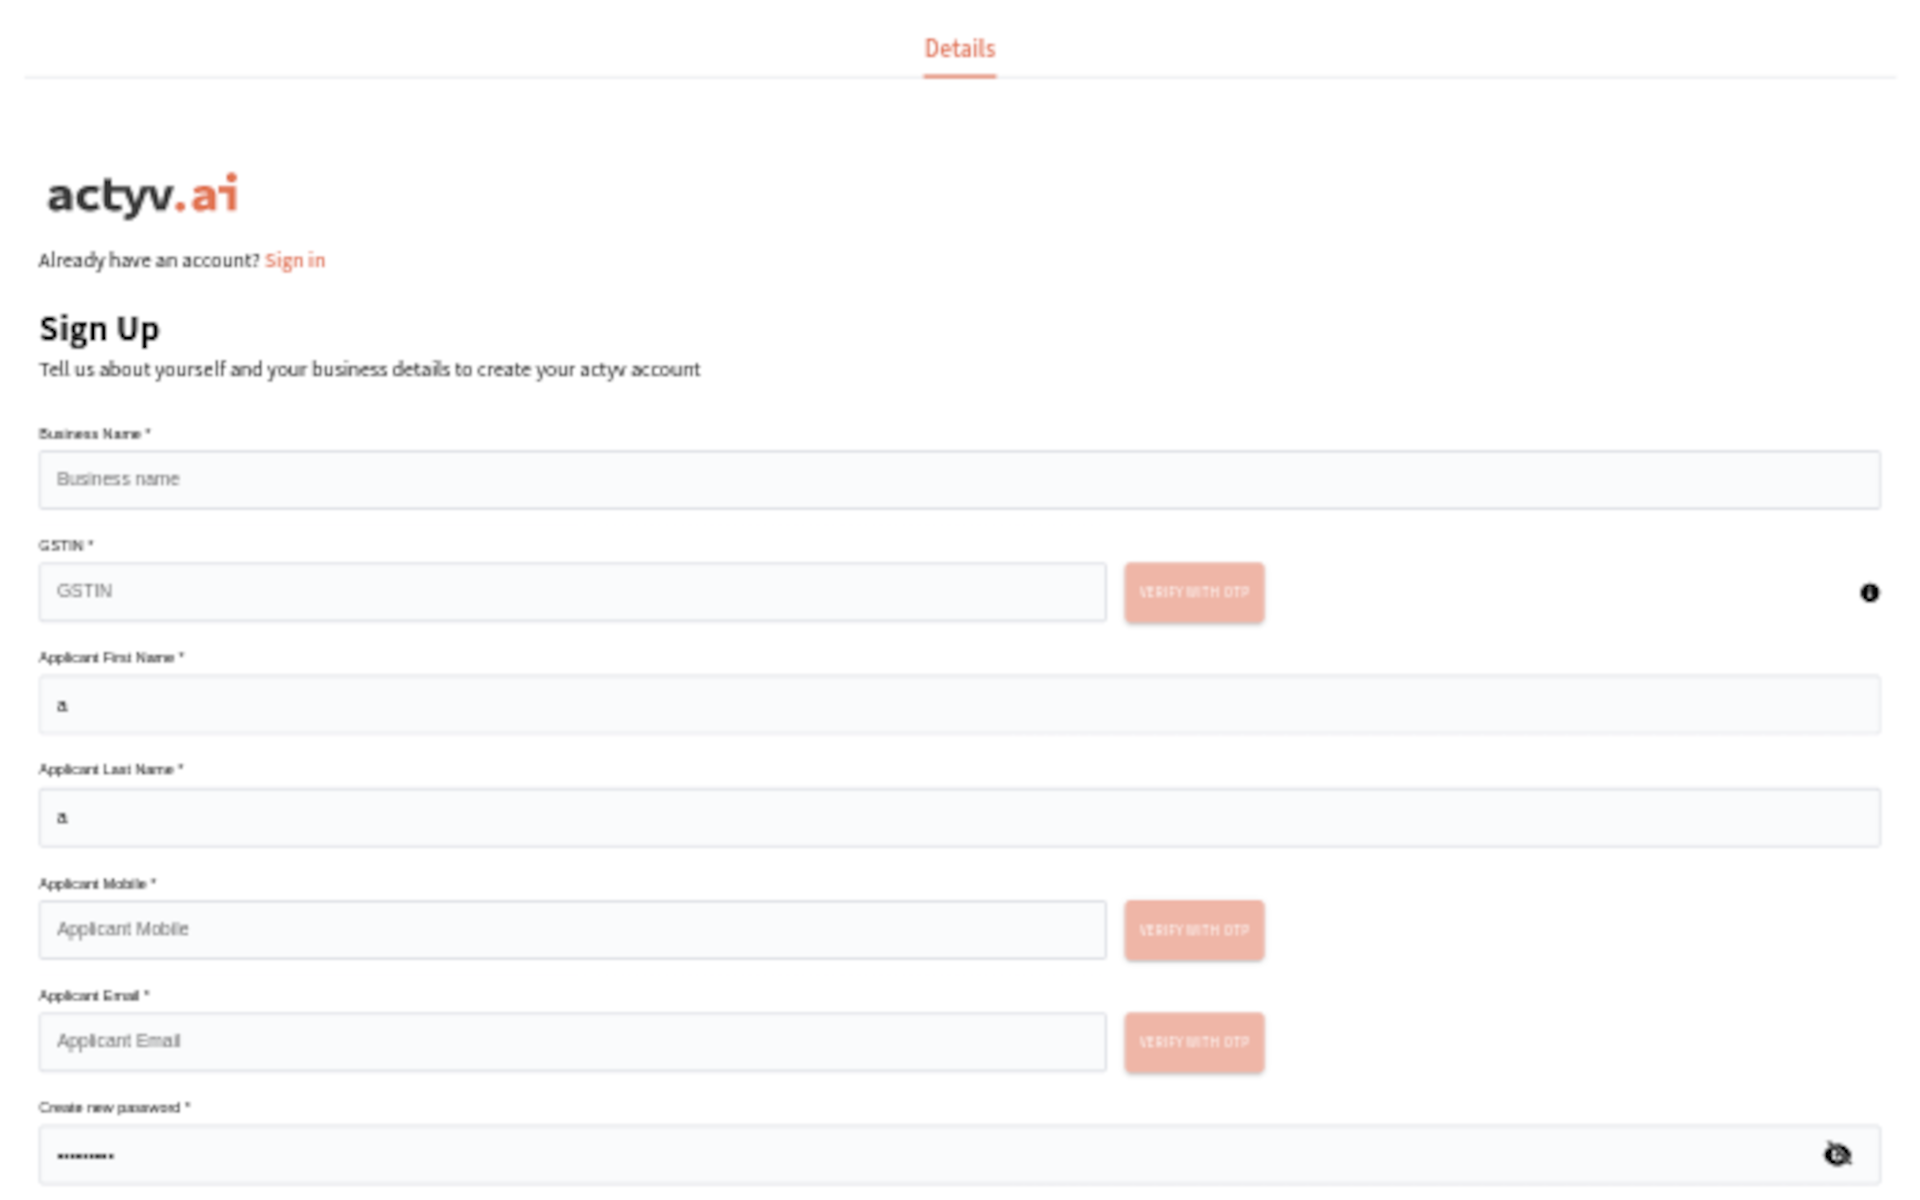 Details
actyv.ai
Already have an account? Sign in
Sign Up
Tell us about yourself and your business details to create your actyv account
Business Name *
Business name
GSTIN *
GSTIN
VERIFY WITH OTP
Applicant First Name *
a
Applicant Last Name *
a
Applicant Mobile *
Applicant Mobile
VERIFY WITH OTP
Applicant Email *
Applicant Email
VERIFY WITH OTP
Create new password *